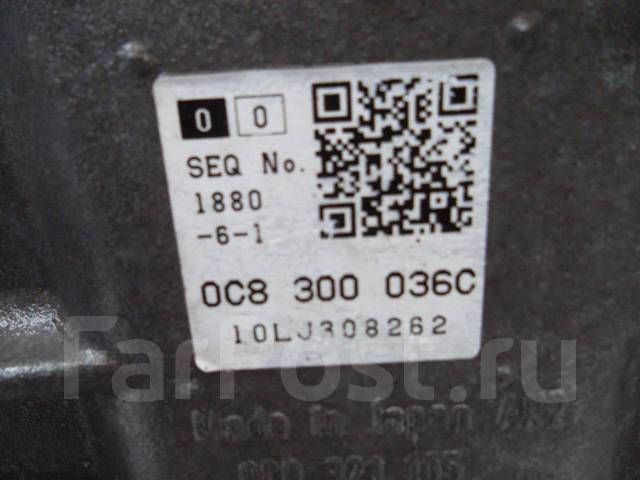 0 0
SEQ No.
1880
-6-1
0C8 300 036C
10LJ308262
FarPost.ru
Made in Japan